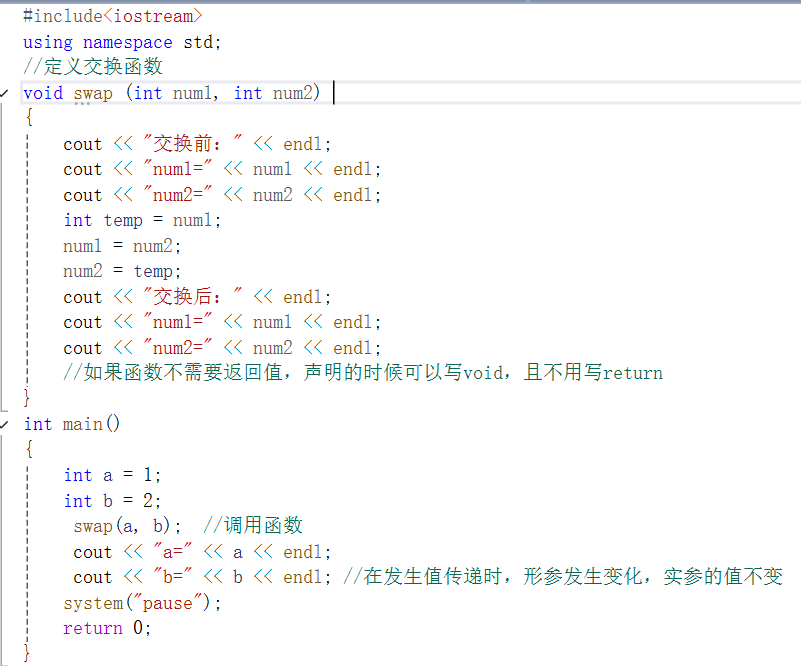 #include<iostream>
using namespace std;
//定义交换函数
void swap (int num1, int num2)
{
cout << "交换前：" << endl;
cout << "num1=" << num1 << endl;
cout << "num2=" << num2 << endl;
int temp = num1;
num1 = num2;
num2 = temp;
cout << "交换后：" << endl;
cout << "num1=" << num1 << endl;
cout << "num2=" << num2 << endl;
//如果函数不需要返回值，声明的时候可以写void，且不用写return
}
int main()
{
int a = 1;
int b = 2;
swap(a, b);  //调用函数
cout << "a=" << a << endl;
cout << "b=" << b << endl; //在发生值传递时，形参发生变化，实参的值不变
system("pause");
return 0;
}